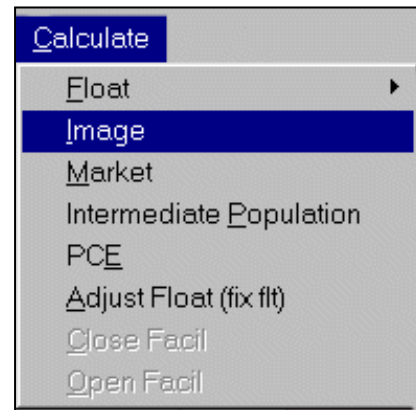 Calculate
Float
Image
Market
Intermediate Population
PCE
Adjust Float (fix flt)
Close Facil
Open Facil